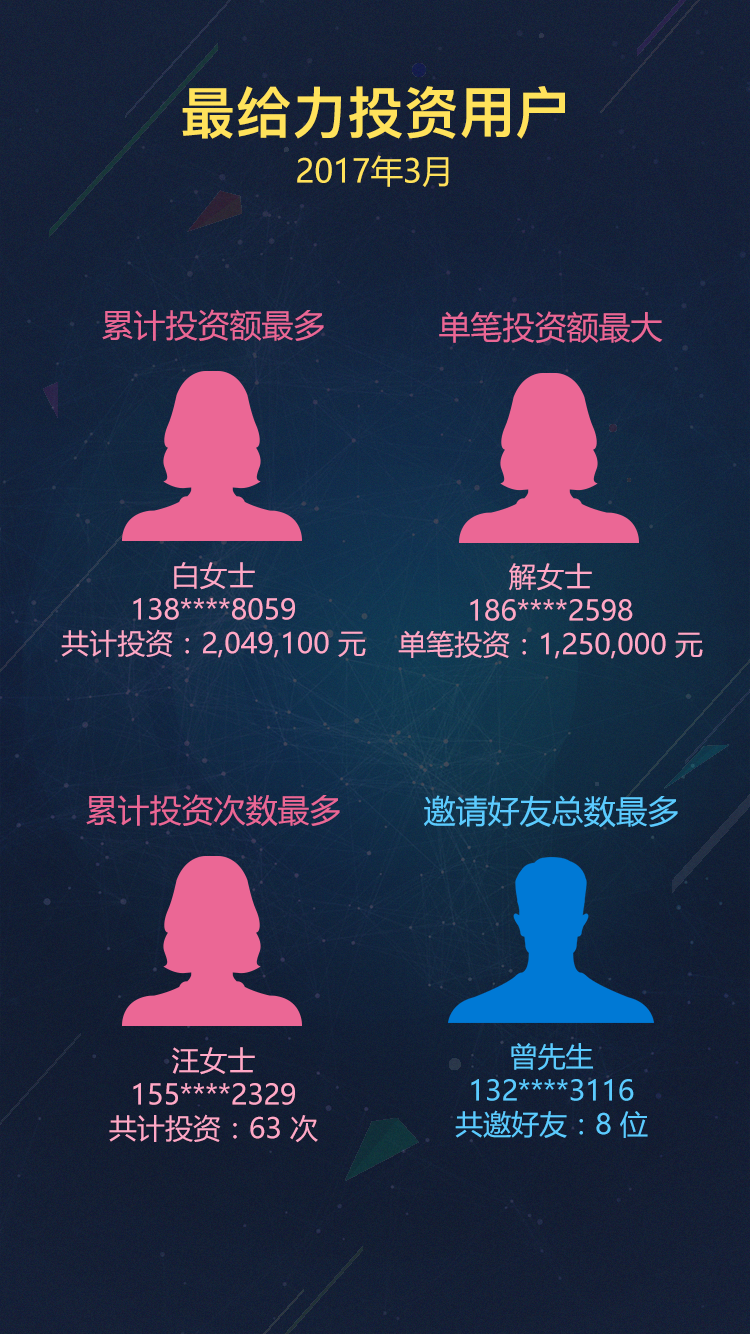 最给力投资用户
2017年3月
累计投资额最多
白女士
138****8059
共计投资：2,049,100 元
单笔投资额最大
解女士
186****2598
单笔投资：1,250,000 元
累计投资次数最多
汪女士
155****2329
共计投资：63 次
邀请好友总数最多
曾先生
132****3116
共邀好友：8 位